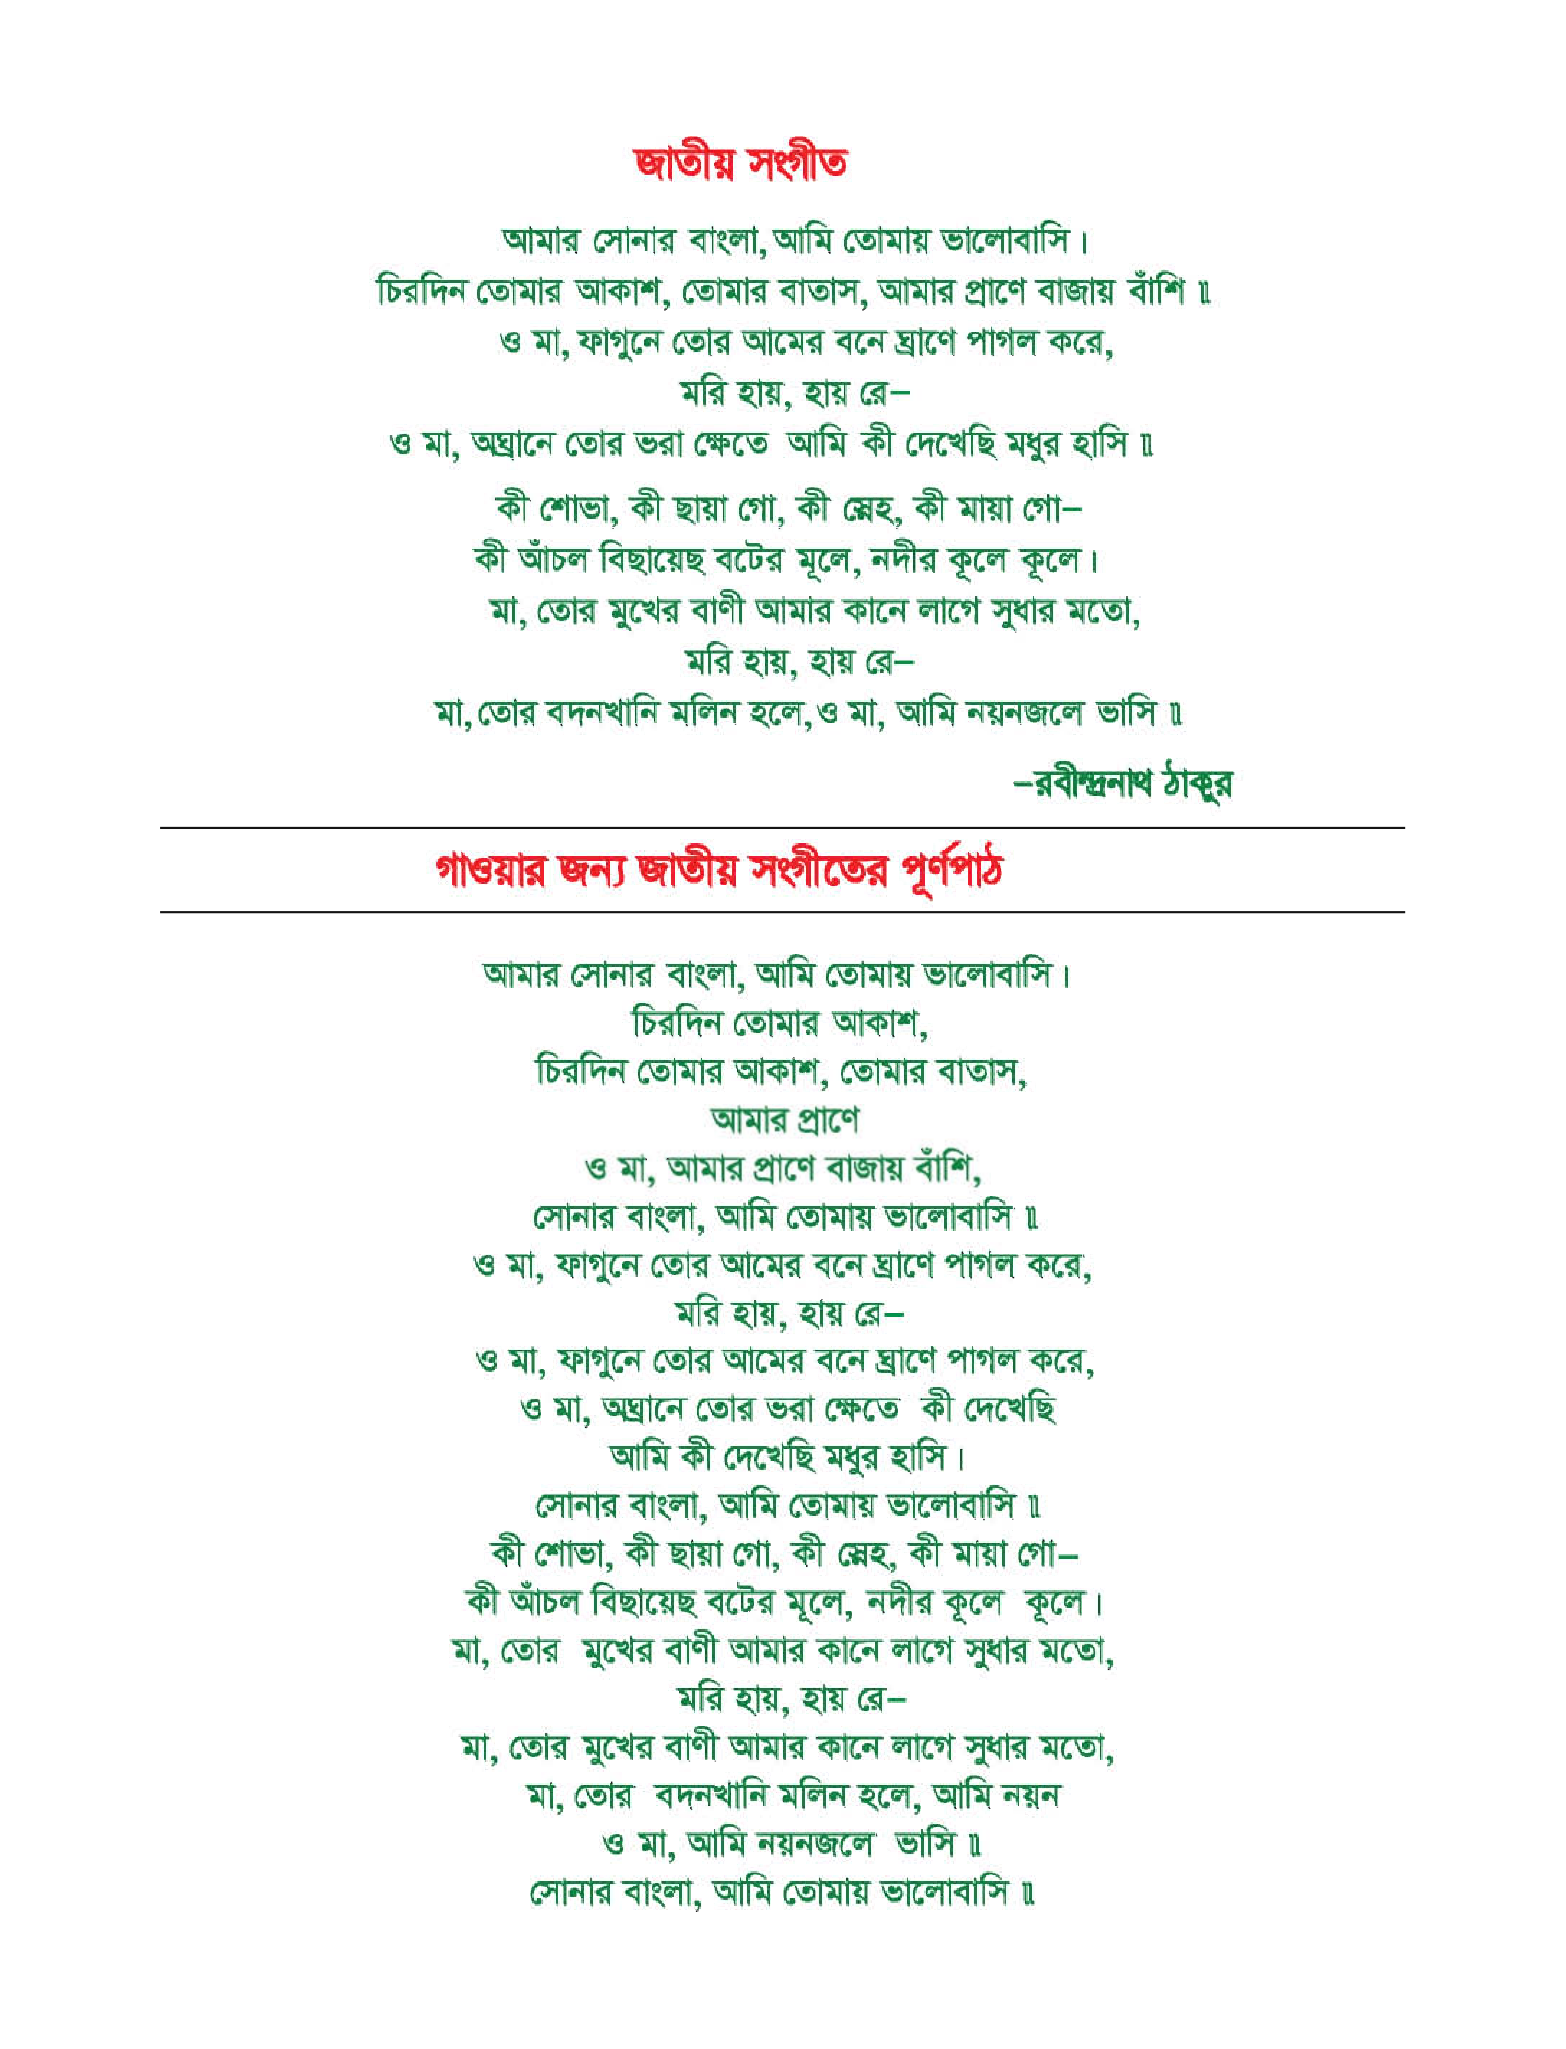 জাতীয় সংগীত
আমার সোনার বাংলা, আমি তোমায় ভালোবাসি।
চিরদিন তোমার আকাশ, তোমার বাতাস, আমার প্রাণে বাজায় বাঁশি॥
ও মা, ফাগুনে তোর আমের বনে ঘ্রাণে পাগল করে,
মরি হায়, হায় রে–
ও মা, অঘ্রানে তোর ভরা ক্ষেতে আমি কী দেখেছি মধুর হাসি॥
কী শোভা, কী ছায়া গো, কী স্নেহ, কী মায়া গো–
কী আঁচল বিছায়েছ বটের মূলে, নদীর কূলে কূলে।
মা, তোর মুখের বাণী আমার কানে লাগে সুধার মতো,
মরি হায়, হায় রে–
মা, তোর বদনখানি মলিন হলে, ও মা, আমি নয়নজলে ভাসি॥
–রবীন্দ্রনাথ ঠাকুর
গাওয়ার জন্য জাতীয় সংগীতের পূর্ণপাঠ
আমার সোনার বাংলা, আমি তোমায় ভালোবাসি।
চিরদিন তোমার আকাশ,
চিরদিন তোমার আকাশ, তোমার বাতাস,
আমার প্রাণে
ও মা, আমার প্রাণে বাজায় বাঁশি,
সোনার বাংলা, আমি তোমায় ভালোবাসি॥
ও মা, ফাগুনে তোর আমের বনে ঘ্রাণে পাগল করে,
মরি হায়, হায় রে–
ও মা, ফাগুনে তোর আমের বনে ঘ্রাণে পাগল করে,
ও মা, অঘ্রানে তোর ভরা ক্ষেতে কী দেখেছি
আমি কী দেখেছি মধুর হাসি।
সোনার বাংলা, আমি তোমায় ভালোবাসি॥
কী শোভা, কী ছায়া গো, কী স্নেহ, কী মায়া গো–
কী আঁচল বিছায়েছ বটের মূলে, নদীর কূলে কূলে।
মা, তোর মুখের বাণী আমার কানে লাগে সুধার মতো,
মরি হায়, হায় রে–
মা, তোর মুখের বাণী আমার কানে লাগে সুধার মতো,
মা, তোর বদনখানি মলিন হলে, আমি নয়ন
ও মা, আমি নয়নজলে ভাসি॥
সোনার বাংলা, আমি তোমায় ভালোবাসি॥